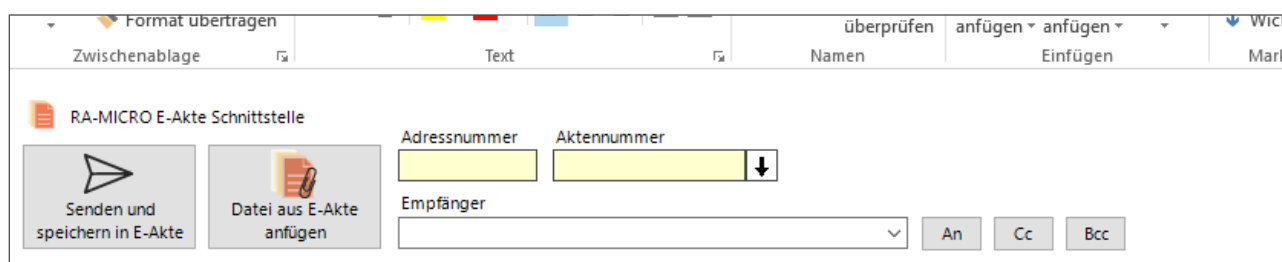 Format übertragen
überprüfen anfügen anfügen
Zwischenablage Text Namen Einfügen
RA-MICRO E-Akte Schnittstelle
Adressnummer Aktennummer
Senden und
speichern in E-Akte
Datei aus E-Akte
anfügen
Empfänger
An Cc Bcc